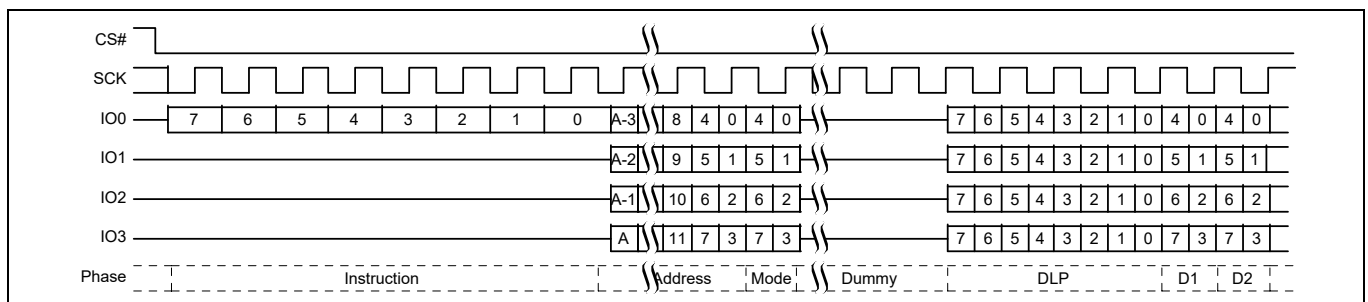 CS#
SCK
IO0 7 6 5 4 3 2 1 0 A-3 8 4 0 4 0 7 6 5 4 3 2 1 0 4 0 4 0
IO1 A-2 9 5 1 5 1 7 6 5 4 3 2 1 0 5 1 5 1
IO2 A-1 10 6 2 6 2 7 6 5 4 3 2 1 0 6 2 6 2
IO3 A 11 7 3 7 3 7 6 5 4 3 2 1 0 7 3 7 3
Phase Instruction Address Mode Dummy DLP D1 D2